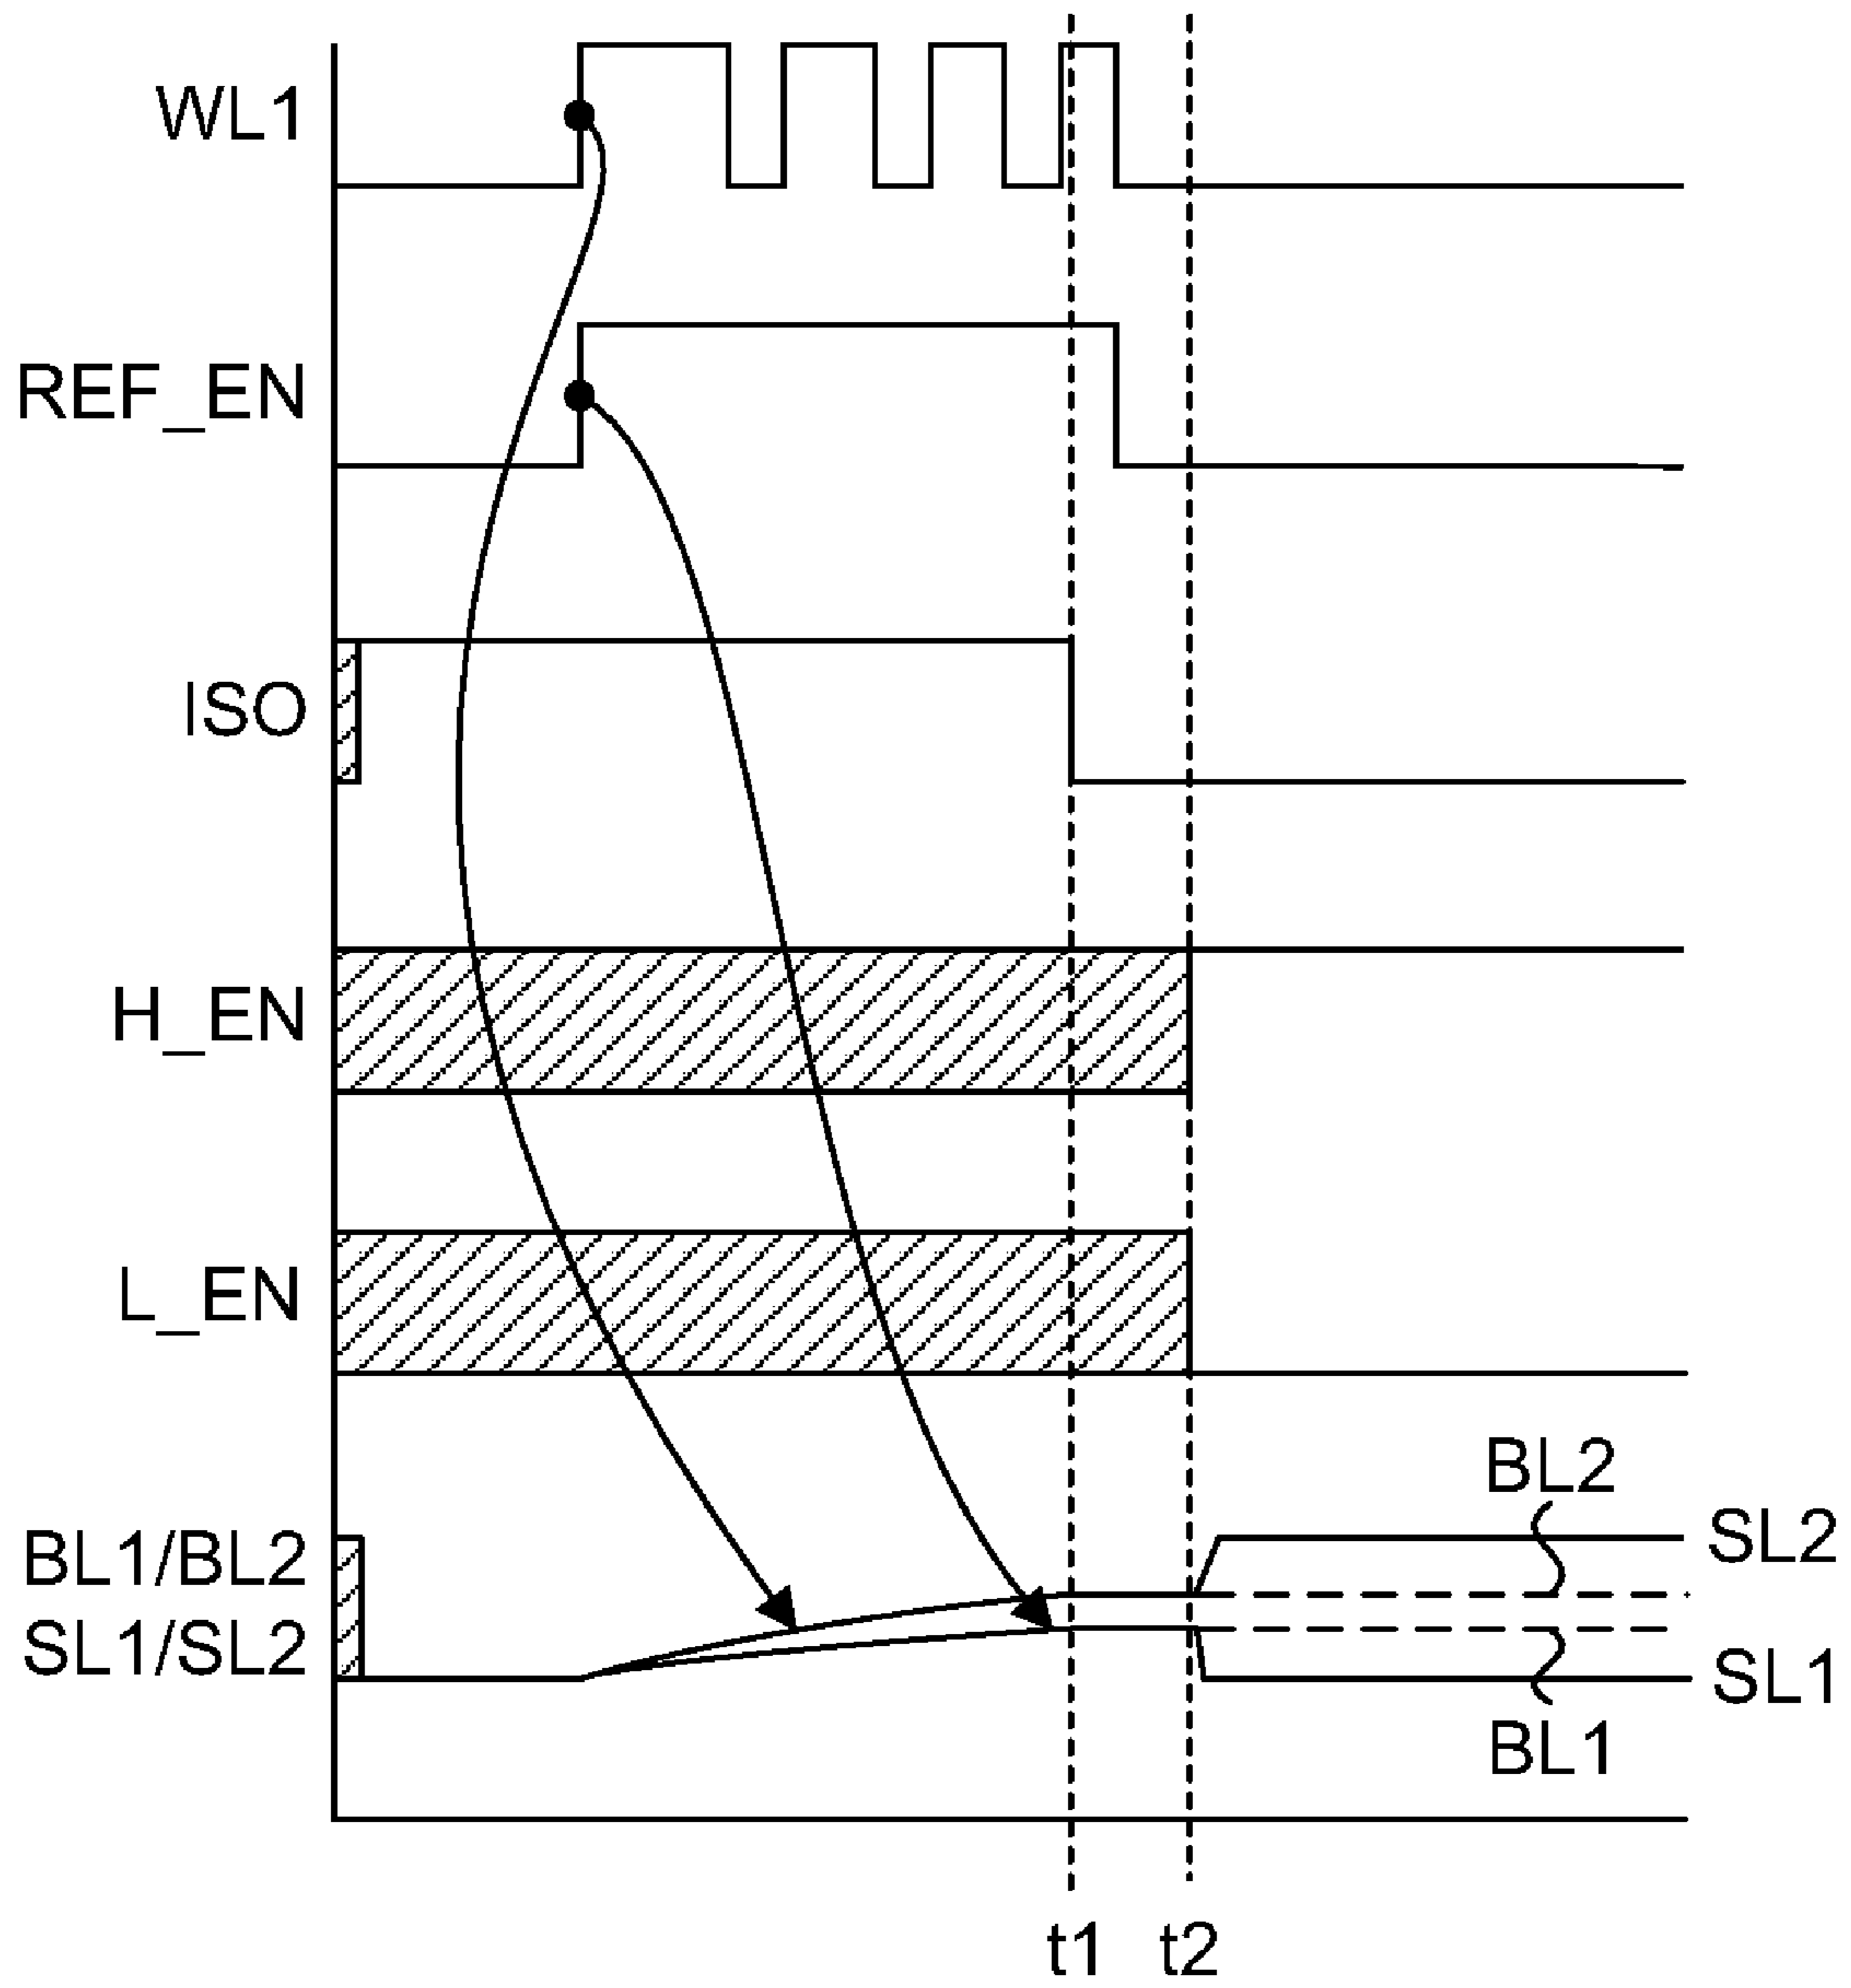 WL1
REF_EN
ISO
H_EN
L_EN
BL2
BL1/BL2
SL2
SL1/SL2
SL1
BL1
t1 t2